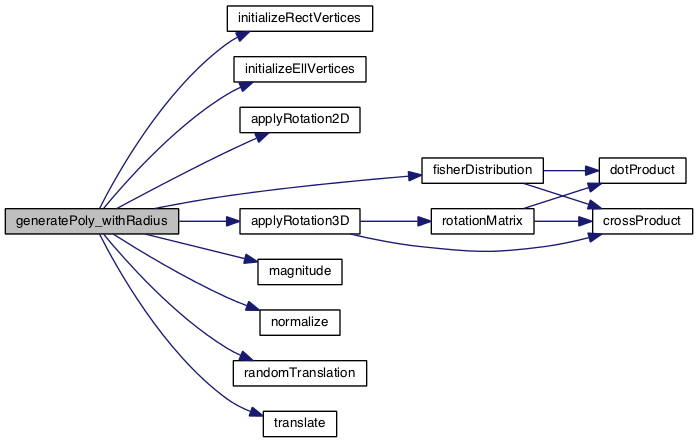 initializeRectVertices
initializeEllVertices
applyRotation2D
fisherDistribution
dotProduct
generatePoly_withRadius
applyRotation3D
rotationMatrix
crossProduct
magnitude
normalize
randomTranslation
translate